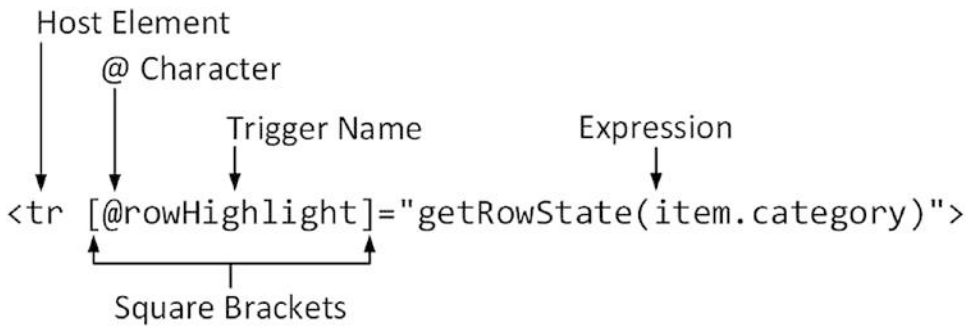 Host Element
@ Character
Trigger Name Expression
<tr [@rowHighlight]="getRowState(item.category)">
Square Brackets